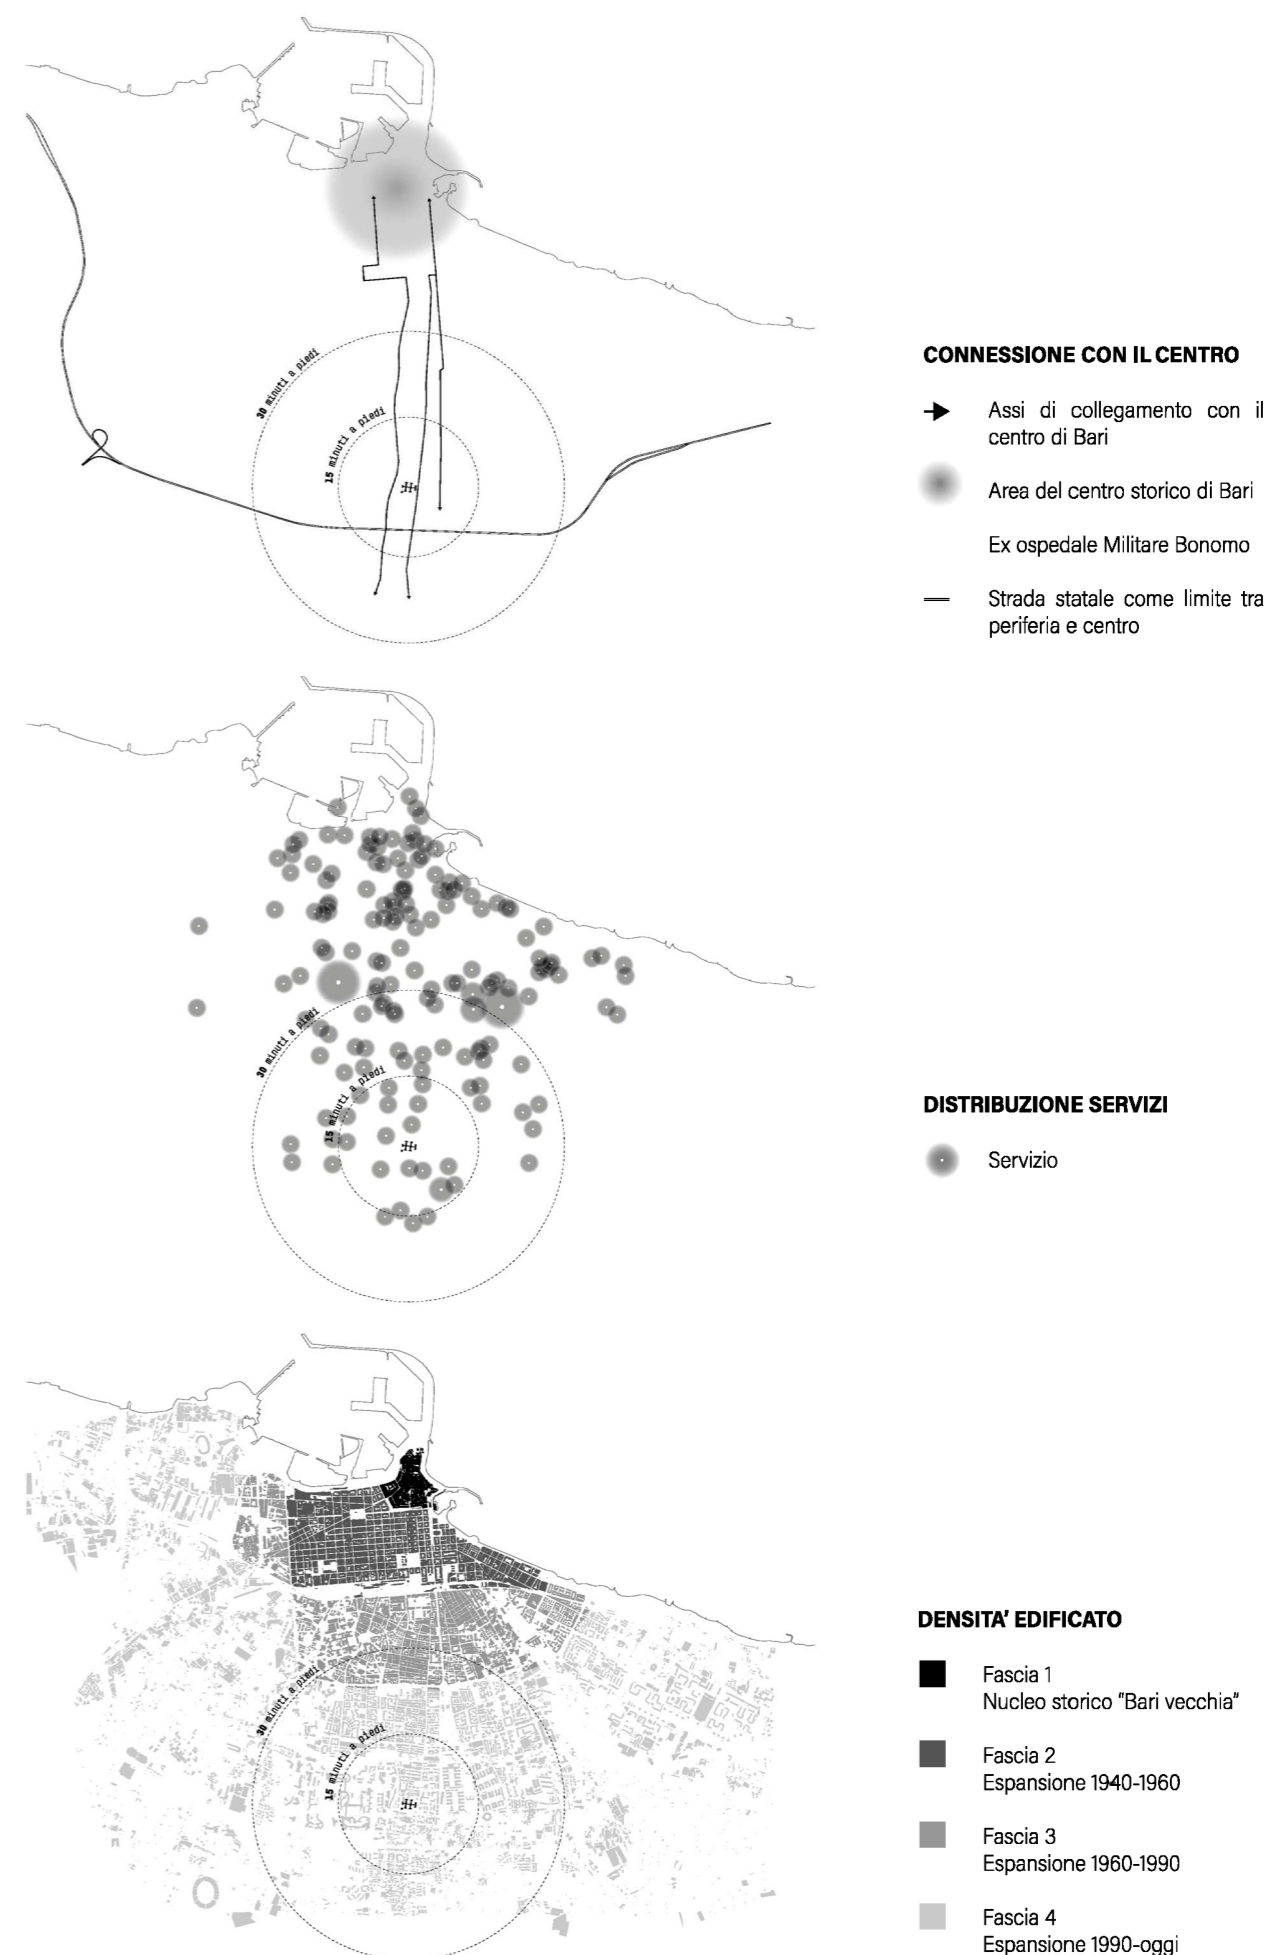 30 minuti a piedi
15 minuti a piedi
CONNESSIONE CON IL CENTRO
Assi di collegamento con il
centro di Bari
Area del centro storico di Bari
Ex ospedale Militare Bonomo
Strada statale come limite tra
periferia e centro
30 minuti a piedi
15 minuti a piedi
DISTRIBUZIONE SERVIZI
Servizio
30 minuti a piedi
15 minuti a piedi
DENSITA’ EDIFICATO
Fascia 1
Nucleo storico "Bari vecchia"
Fascia 2
Espansione 1940-1960
Fascia 3
Espansione 1960-1990
Fascia 4
Espansione 1990-oggi